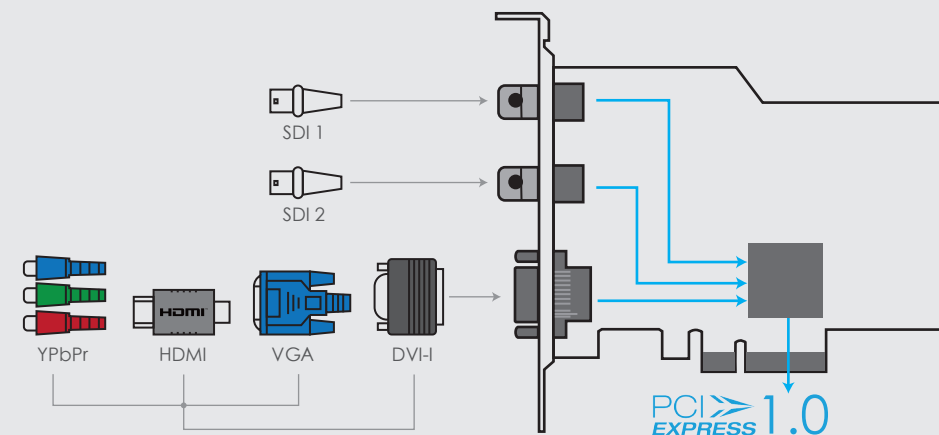 SDI 1
SDI 2
HDMI
YPbPr
HDMI
VGA
DVI-I
PCI EXPRESS 1.0